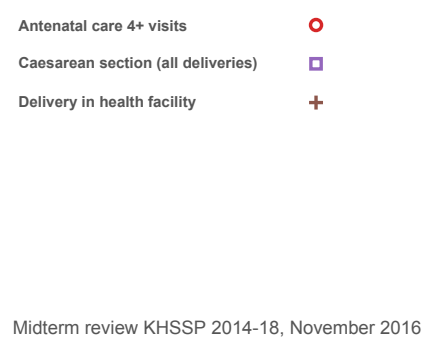 Antenatal care 4+ visits
Caesarean section (all deliveries)
Delivery in health facility
Midterm review KHSSP 2014-18, November 2016